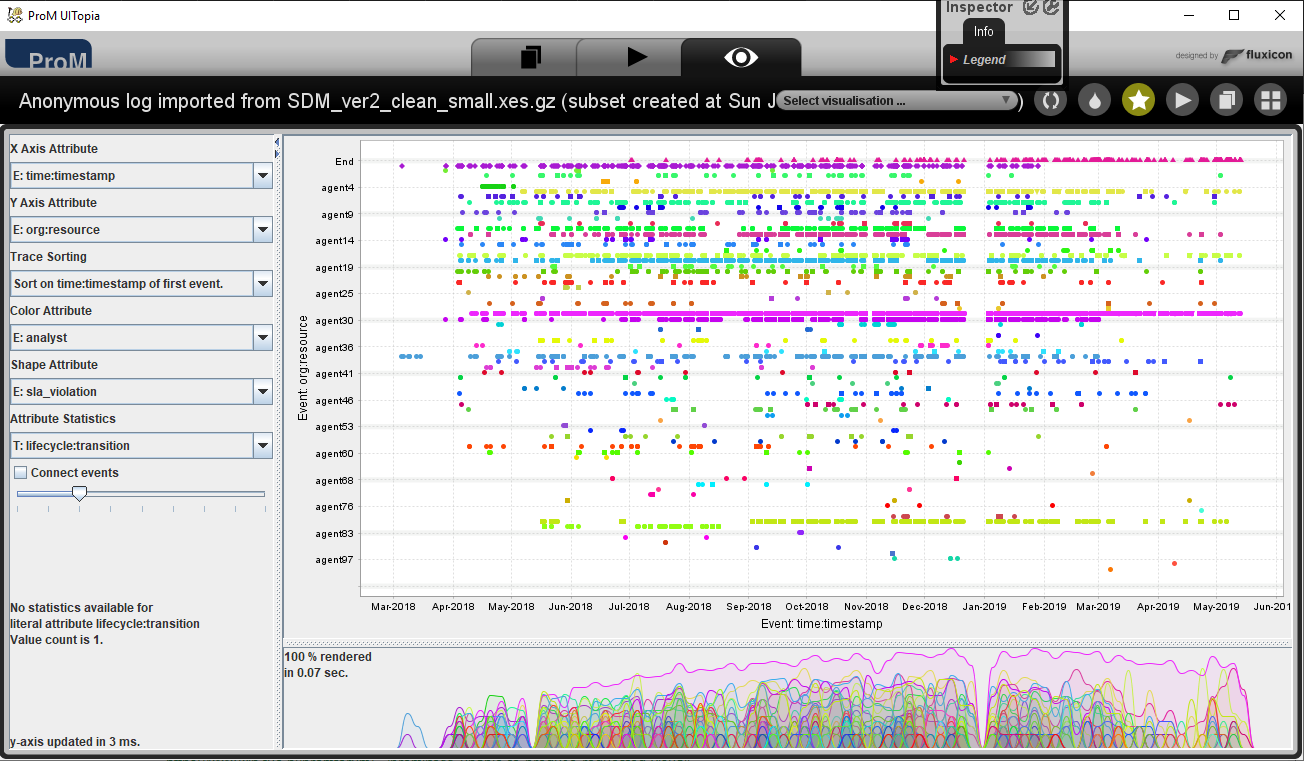 ProM UITopia
Inspector
Info
Legend
ProM
designed by fluxicon
Anonymous log imported from SDM_ver2_clean_small.xes.gz (subset created at Sun J
Select visualisation ...
)
X Axis Attribute
E: time:timestamp
Y Axis Attribute
E: org:resource
Trace Sorting
Sort on time:timestamp of first event.
Color Attribute
E: analyst
Shape Attribute
E: sla_violation
Attribute Statistics
T: lifecycle:transition
Connect events
No statistics available for
literal attribute lifecycle:transition
Value count is 1.
y-axis updated in 3 ms.
Event: org:resource
End
agent4
agent9
agent14
agent19
agent25
agent30
agent36
agent41
agent46
agent53
agent60
agent68
agent76
agent83
agent97
Mar-2018 Apr-2018 May-2018 Jun-2018 Jul-2018 Aug-2018 Sep-2018 Oct-2018 Nov-2018 Dec-2018 Jan-2019 Feb-2019 Mar-2019 Apr-2019 May-2019 Jun-201
Event: time:timestamp
100 % rendered
in 0.07 sec.